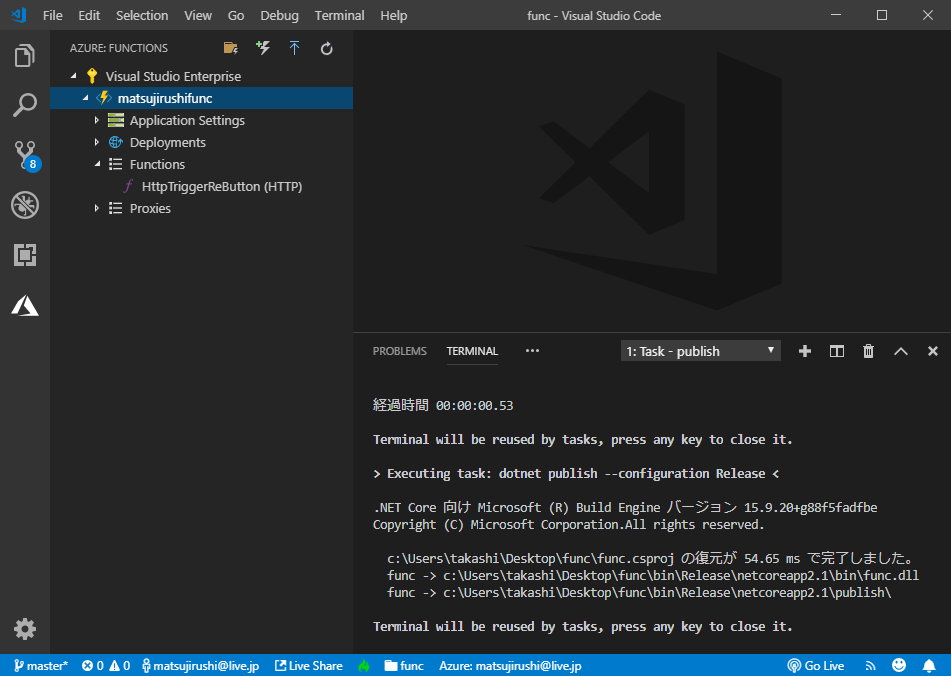 File Edit Selection View Go Debug Terminal Help func - Visual Studio Code
AZURE: FUNCTIONS
Visual Studio Enterprise
matsujirushifunc
Application Settings
Deployments
Functions
f HttpTriggerReButton (HTTP)
Proxies
8
PROBLEMS TERMINAL ... 1: Task - publish
経過時間 00:00:00.53
Terminal will be reused by tasks, press any key to close it.
> Executing task: dotnet publish --configuration Release <
.NET Core 向け Microsoft (R) Build Engine バージョン 15.9.20+g88f5fadfbe
Copyright (C) Microsoft Corporation.All rights reserved.
c:\Users\takashi\Desktop\func\func.csproj の復元が 54.65 ms で完了しました。
func -> c:\Users\takashi\Desktop\func\bin\Release\netcoreapp2.1\bin\func.dll
func -> c:\Users\takashi\Desktop\func\bin\Release\netcoreapp2.1\publish\
Terminal will be reused by tasks, press any key to close it.
master* 0 0 matsujirushi@live.jp Live Share func Azure: matsujirushi@live.jp Go Live